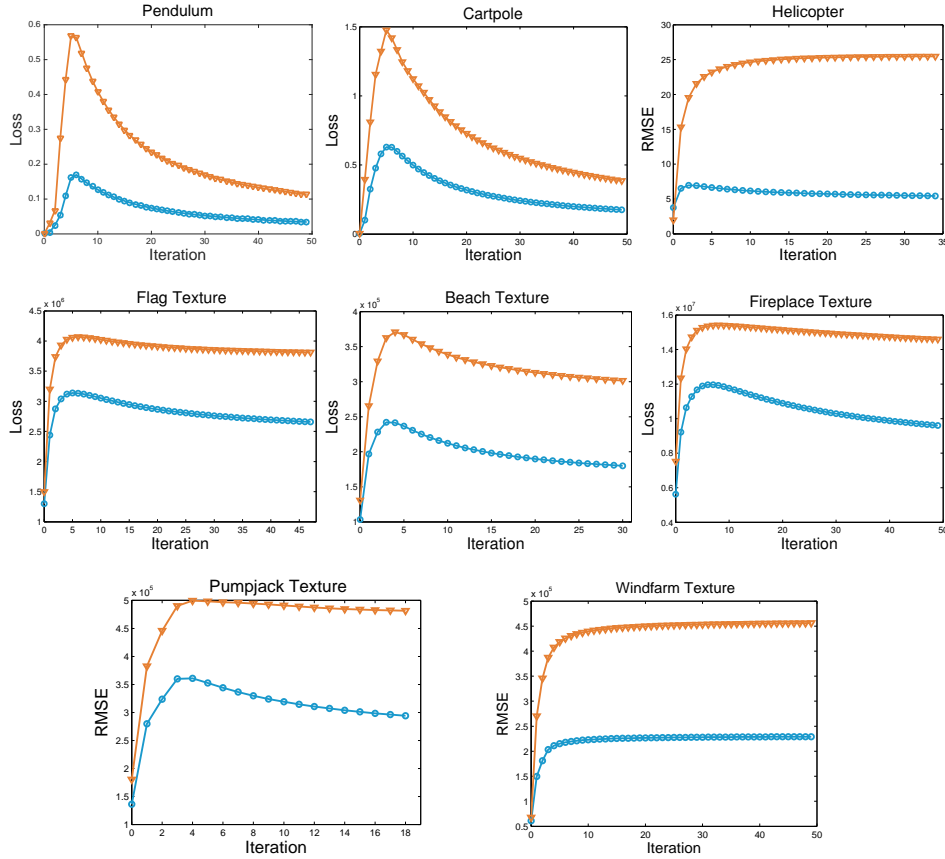 Pendulum
0.6
0.5
0.4
0.3
0.2
0.1
0.0
Loss
0 10 20 30 40 50
Iteration
Cartpole
1.5
1
0.5
0
Loss
0 10 20 30 40 50
Iteration
Helicopter
30
25
20
15
10
5
0
RMSE
0 5 10 15 20 25 30 35
Iteration
Flag Texture
x 10^6
4.5
4
3.5
3
2.5
2
1.5
1
Loss
0 5 10 15 20 25 30 35 40 45
Iteration
Beach Texture
x 10^5
4
3.5
3
2.5
2
1.5
1
Loss
0 5 10 15 20 25 30
Iteration
Fireplace Texture
x 10^7
1.6
1.4
1.2
1
0.8
0.6
0.4
Loss
0 10 20 30 40 50
Iteration
Pumpjack Texture
x 10^5
5
4.5
4
3.5
3
2.5
2
1.5
1
RMSE
0 2 4 6 8 10 12 14 16 18
Iteration
Windfarm Texture
x 10^5
5
4.5
4
3.5
3
2.5
2
1.5
1
0.5
RMSE
0 10 20 30 40 50
Iteration